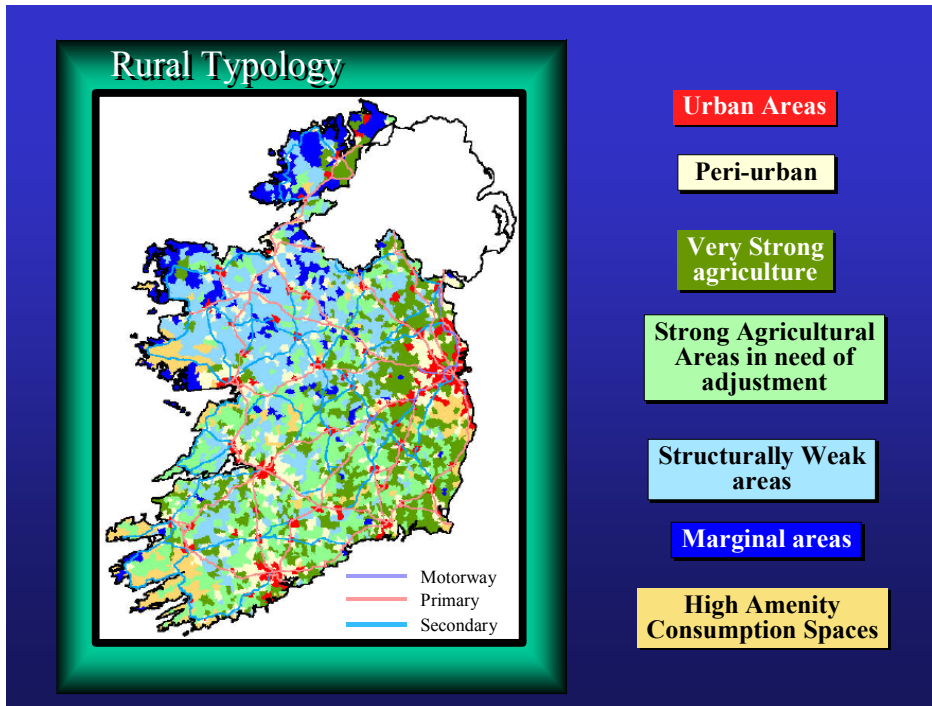 Rural Typology
Urban Areas
Peri-urban
Very Strong
agriculture
Strong Agricultural
Areas in need of
adjustment
Structurally Weak
areas
Marginal areas
High Amenity
Consumption Spaces
Motorway
Primary
Secondary